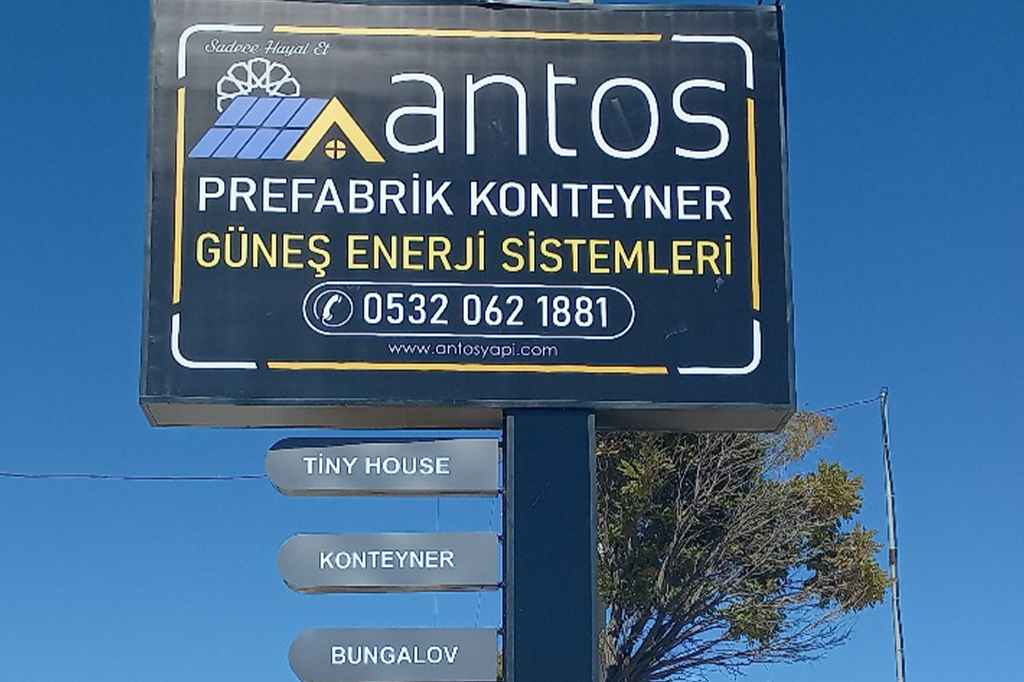 Sadece Hayal Et
antos
PREFABRİK KONTEYNER
GÜNEŞ ENERJİ SİSTEMLERİ
0532 062 1881
www.antosyapi.com
TİNY HOUSE
KONTEYNER
BUNGALOV